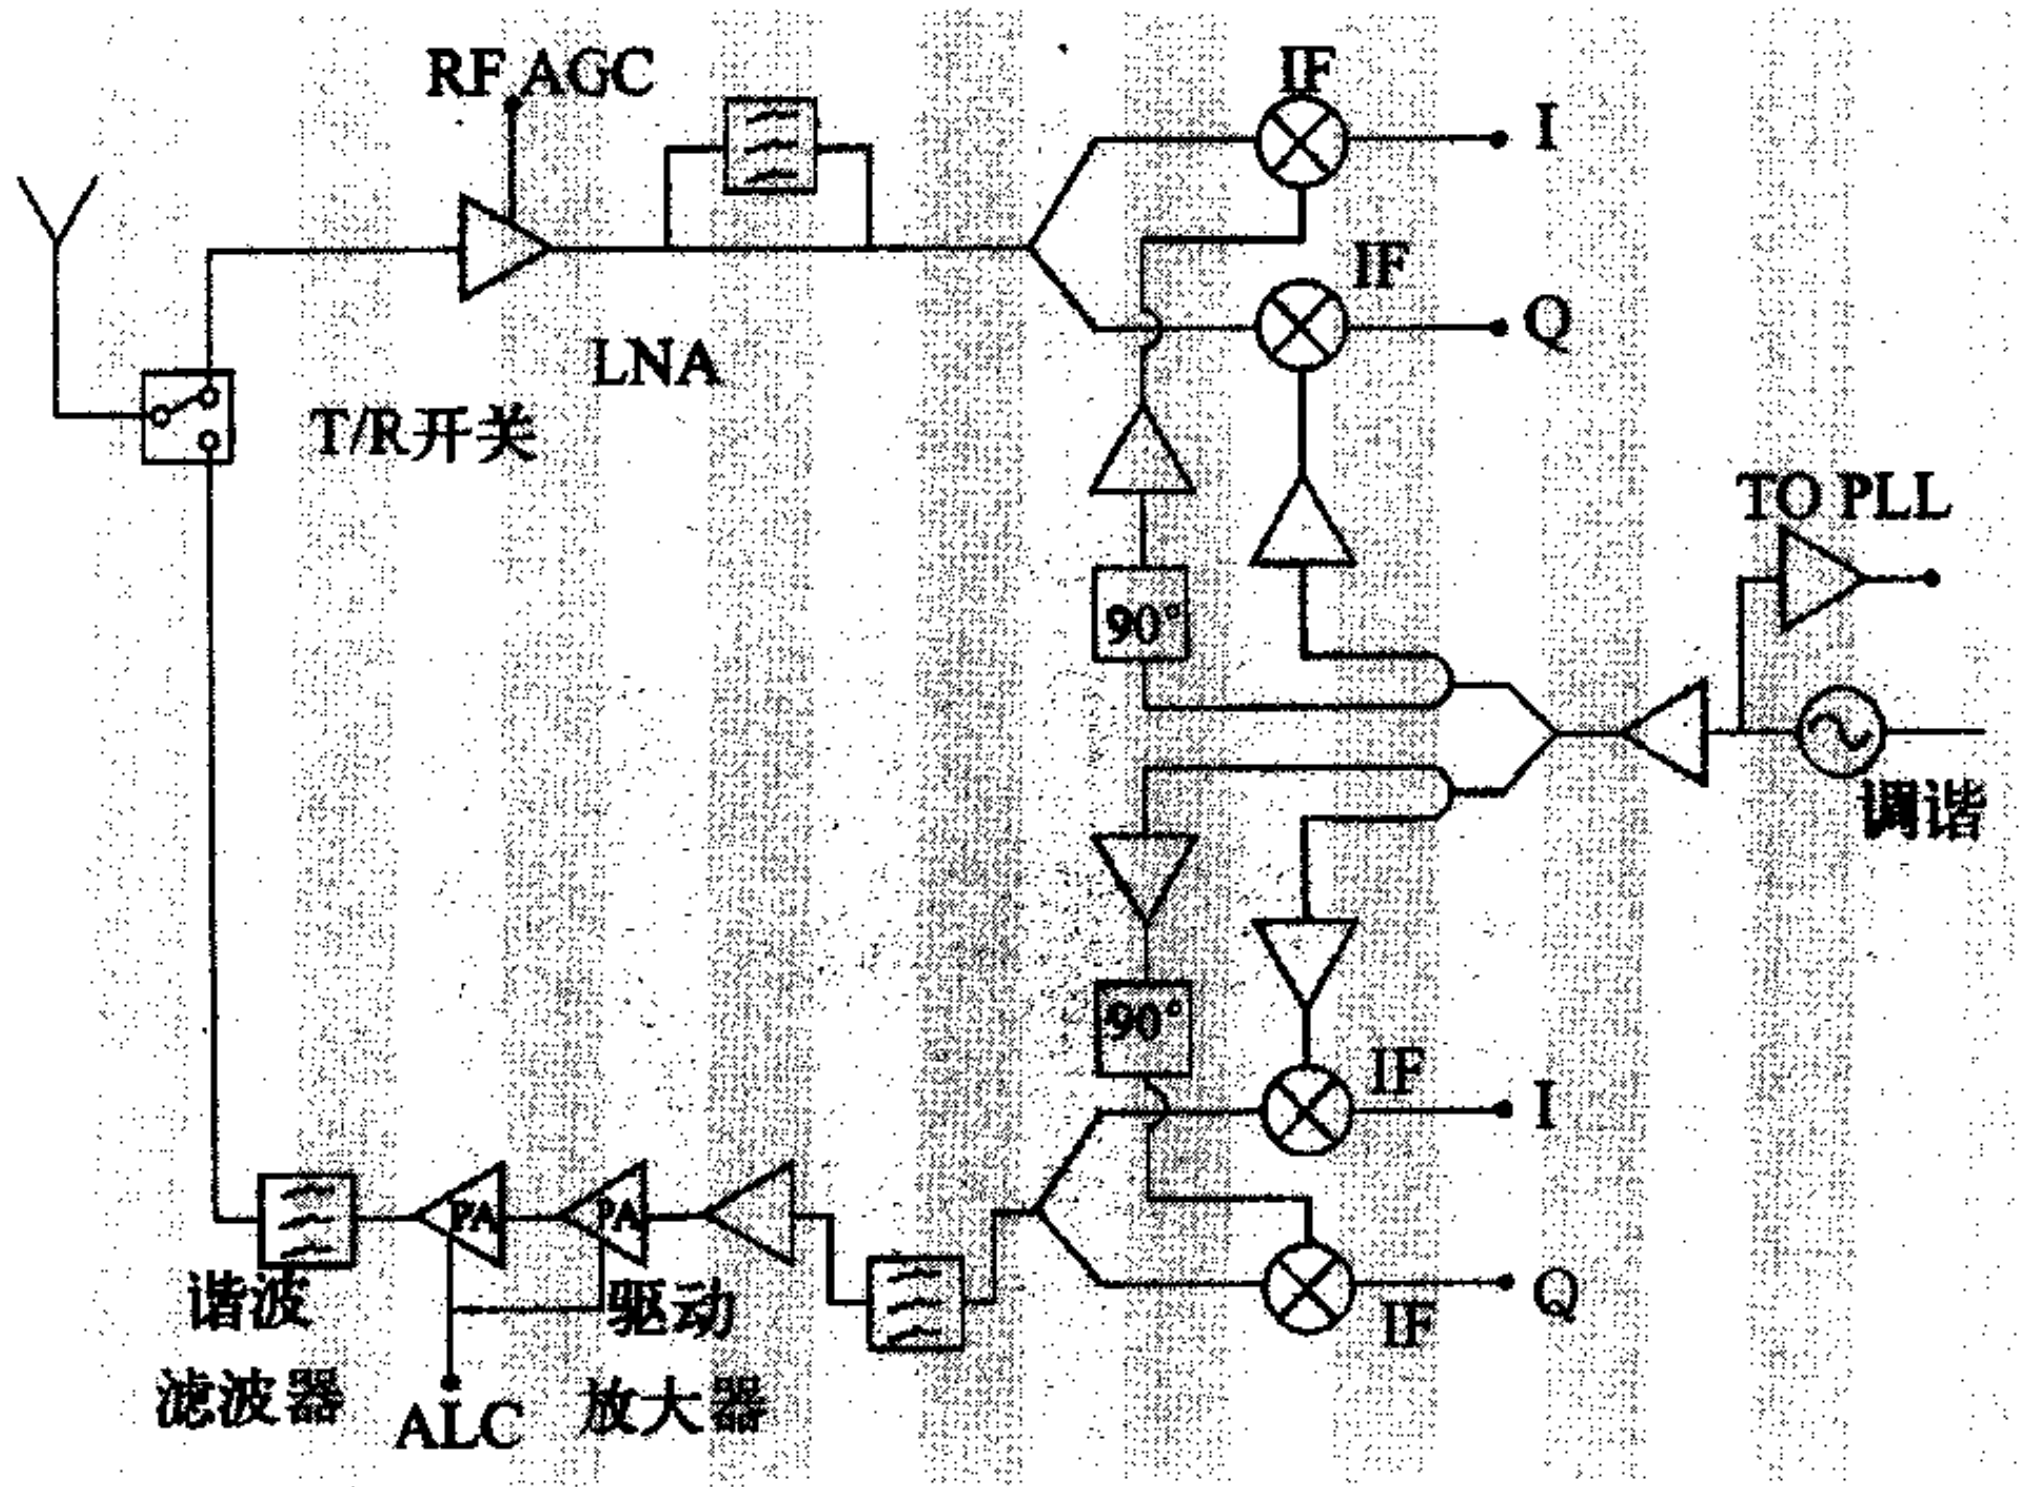 RF AGC
IF
I
IF
Q
LNA
T/R开关
TO PLL
90°
调谐
90°
IF
I
PA
PA
谐波
滤波器
驱动
放大器
ALC
IF
Q